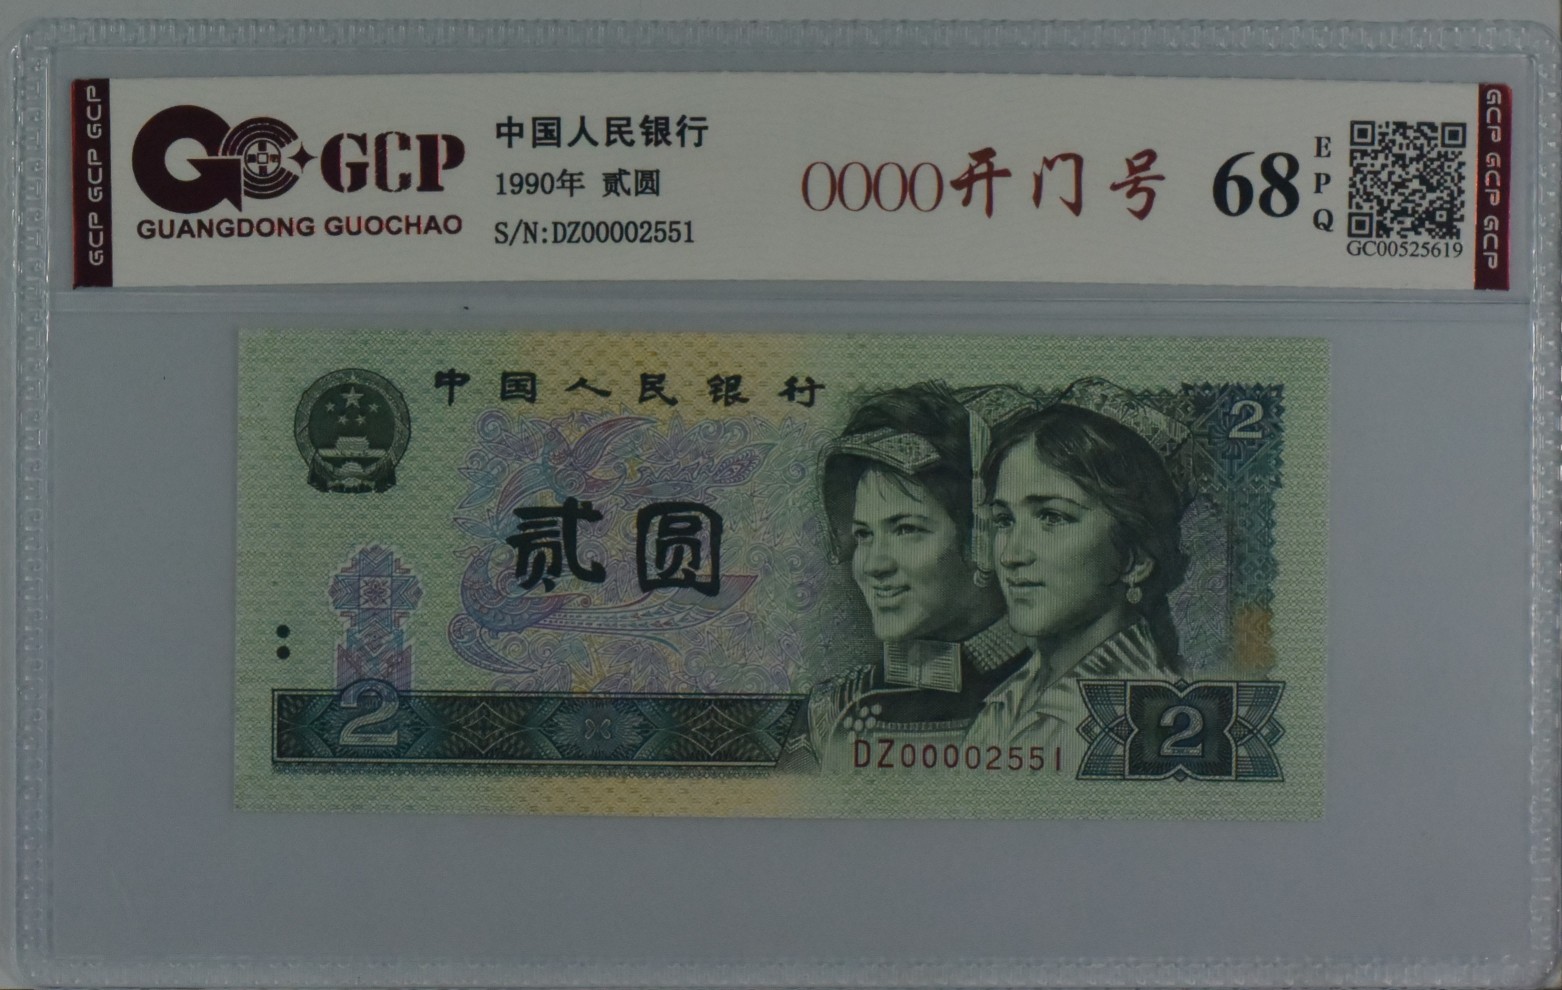 GCP GCP GCP
GCP
GUANGDONG GUOCHAO
中国人民银行
1990年 贰圆
S/N:DZ00002551
0000开门号
68
EPQ
GC00525619
GCP GCP GCP
中国人民银行
2
贰圆
2
DZ00002551
2